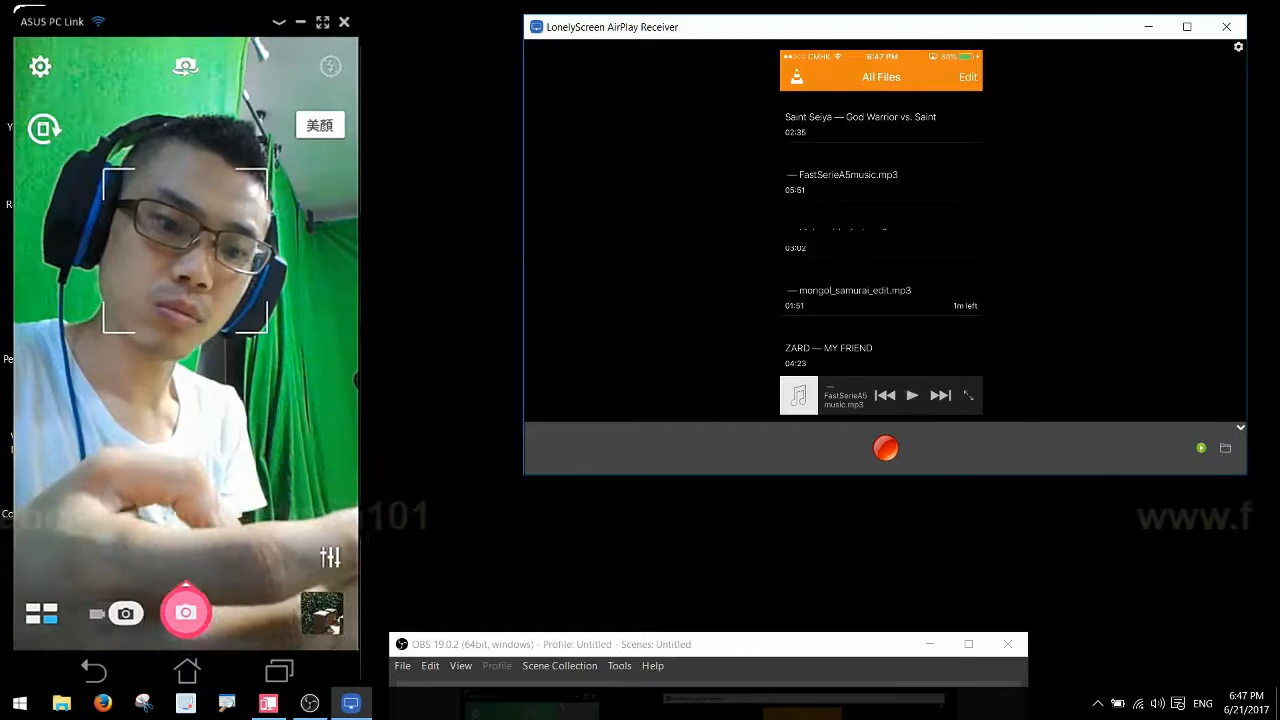 ASUS PC Link
美顏
LonelyScreen AirPlay Receiver
CMHK 6:47 PM 80%
All Files
Edit
Saint Seiya — God Warrior vs. Saint
02:35
— FastSerieA5music.mp3
05:51
03:02
— mongol_samurai_edit.mp3
01:51
1m left
ZARD — MY FRIEND
04:23
—
FastSerieA5
music.mp3
101
www.f
OBS 19.0.2 (64bit, windows) - Profile: Untitled - Scenes: Untitled
File Edit View Profile Scene Collection Tools Help
ENG
6:47 PM
6/21/2017